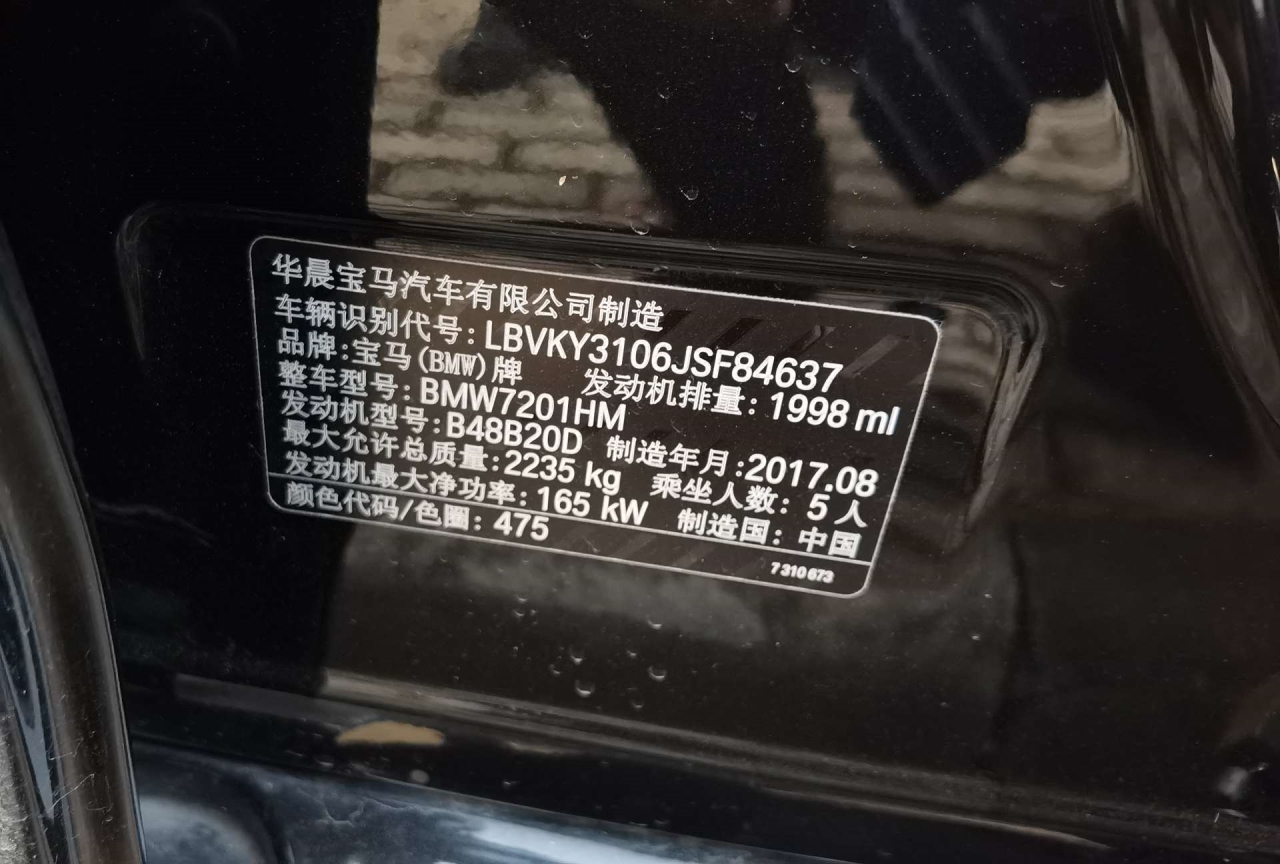 华晨宝马汽车有限公司制造
车辆识别代号: LBVKY3106JSF84637
品牌:宝马(BMW)牌 发动机排量: 1998 ml
整车型号: BMW7201HM
发动机型号: B48B20D 制造年月:2017.08
最大允许总质量:2235 kg 乘坐人数: 5 人
发动机最大净功率: 165 kW 制造国: 中国
颜色代码/色圈: 475
7 310 673